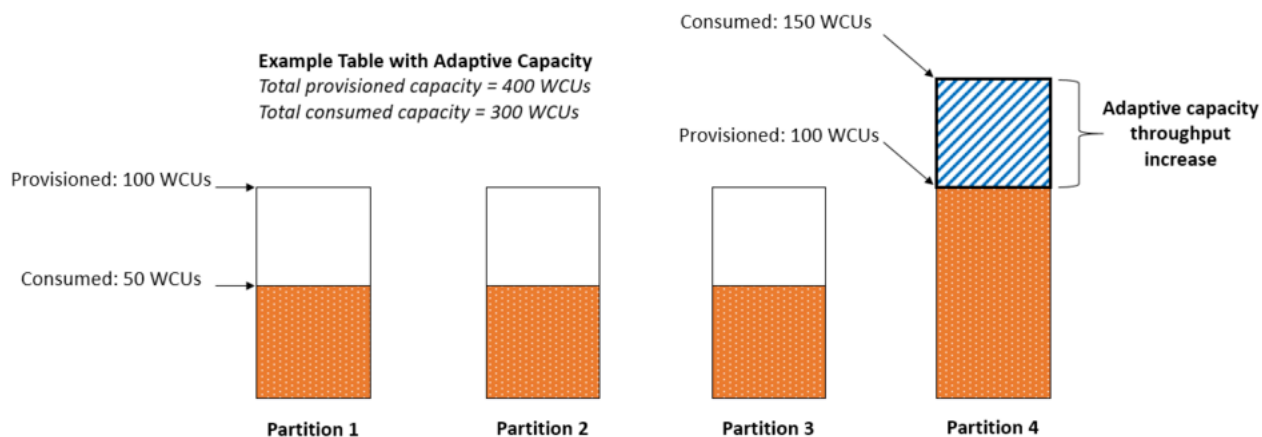 Consumed: 150 WCUs
Example Table with Adaptive Capacity
Total provisioned capacity = 400 WCUs
Total consumed capacity = 300 WCUs
Adaptive capacity
throughput
increase
Provisioned: 100 WCUs
Provisioned: 100 WCUs
Consumed: 50 WCUs
Partition 1
Partition 2
Partition 3
Partition 4